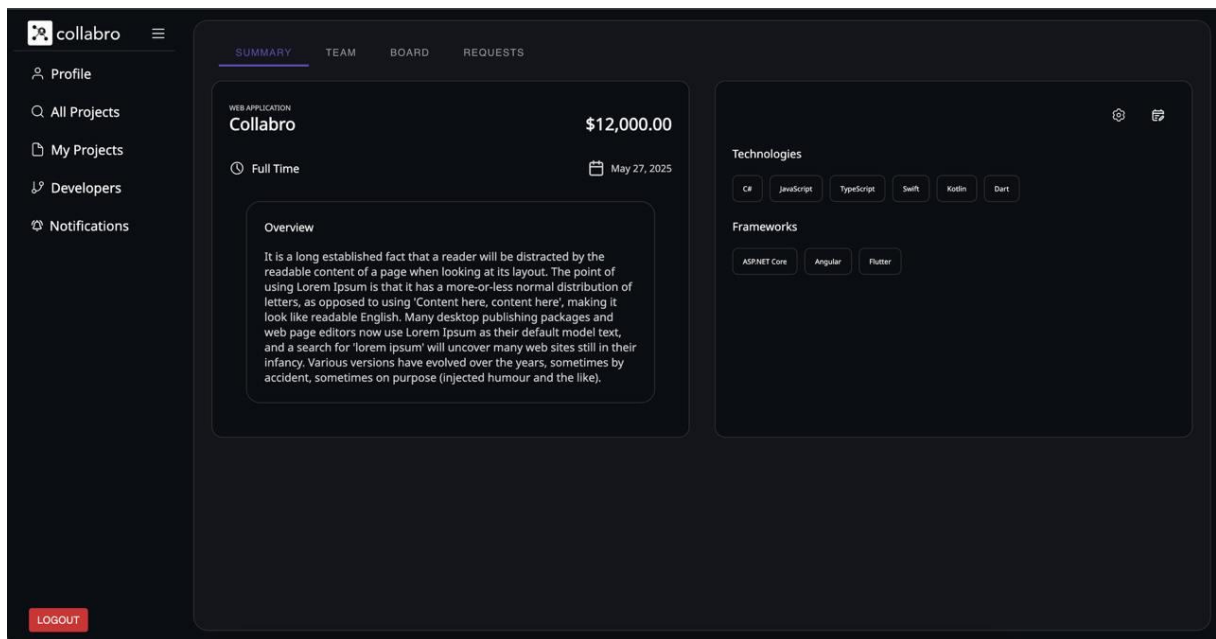 collabro
Profile
All Projects
My Projects
Developers
Notifications
LOGOUT
SUMMARY TEAM BOARD REQUESTS
WEB APPLICATION
Collabro
$12,000.00
Full Time
May 27, 2025
Overview
It is a long established fact that a reader will be distracted by the
readable content of a page when looking at its layout. The point of
using Lorem Ipsum is that it has a more-or-less normal distribution of
letters, as opposed to using 'Content here, content here', making it
look like readable English. Many desktop publishing packages and
web page editors now use Lorem Ipsum as their default model text,
and a search for 'lorem ipsum' will uncover many web sites still in their
infancy. Various versions have evolved over the years, sometimes by
accident, sometimes on purpose (injected humour and the like).
Technologies
C# JavaScript TypeScript Swift Kotlin Dart
Frameworks
ASP.NET Core Angular Flutter